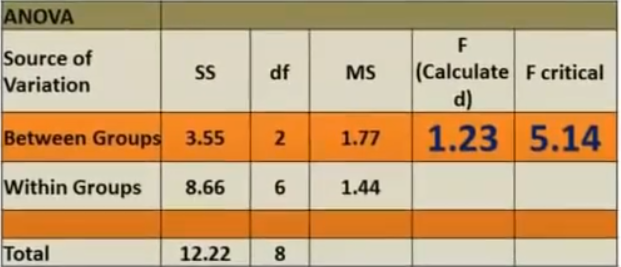 ANOVA
Source of Variation SS df MS F (Calculate d) F critical
Between Groups 3.55 2 1.77 1.23 5.14
Within Groups 8.66 6 1.44
Total 12.22 8